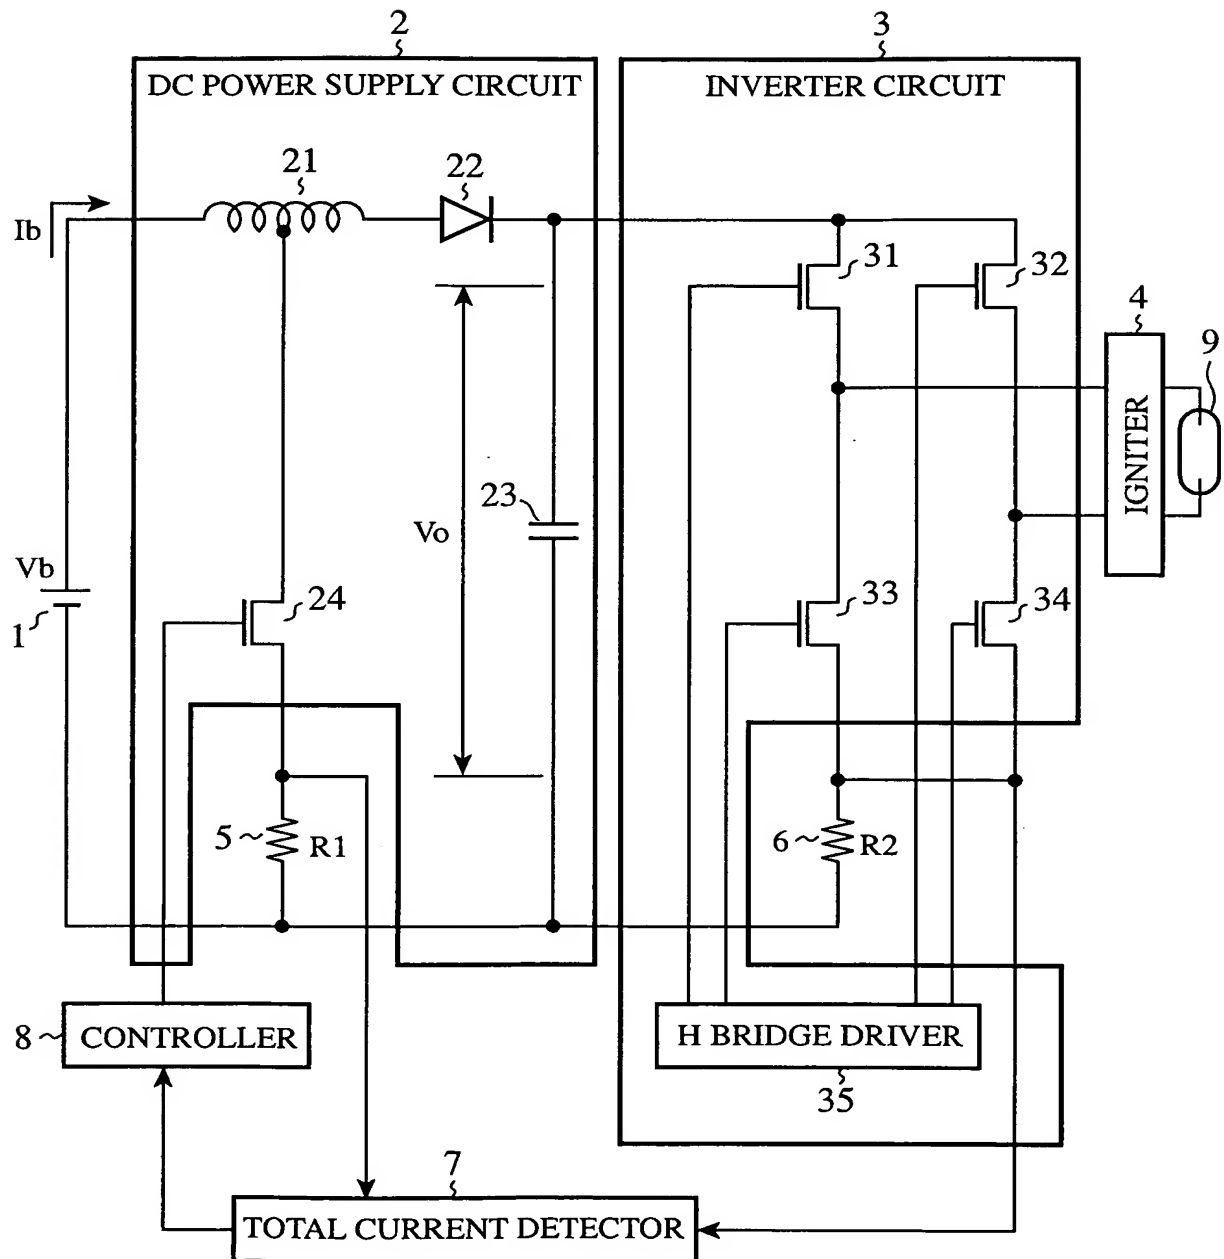 2
3
DC POWER SUPPLY CIRCUIT
INVERTER CIRCUIT
21
22
Ib
31
32
4
9
IGNITER
23
Vo
Vb
1
24
33
34
5
R1
6
R2
8
CONTROLLER
H BRIDGE DRIVER
35
7
TOTAL CURRENT DETECTOR